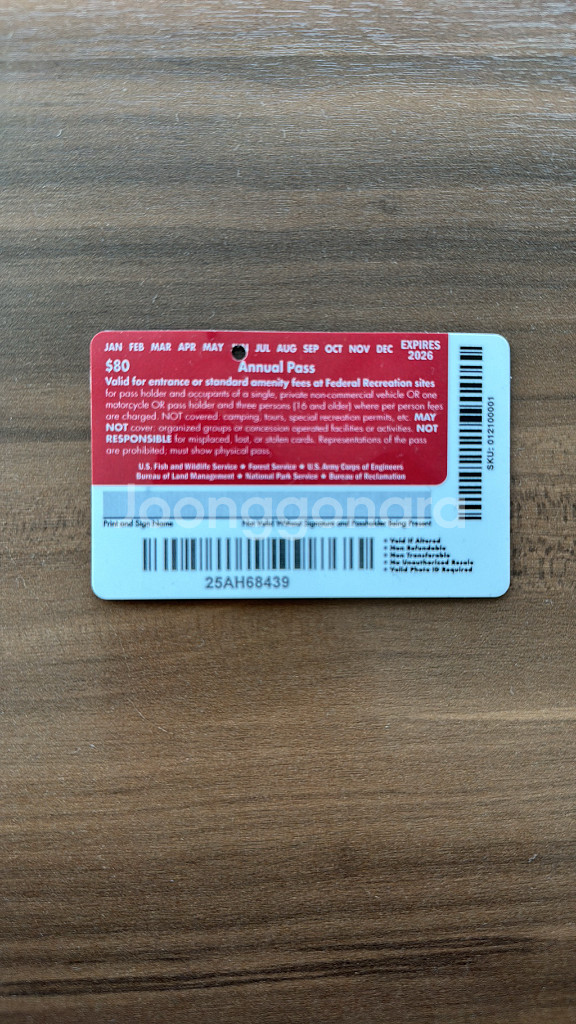 JAN FEB MAR APR MAY JUL AUG SEP OCT NOV DEC EXPIRES 2026
$80 Annual Pass
Valid for entrance or standard amenity fees at Federal Recreation sites
for pass holder and occupants of a single, private non-commercial vehicle OR one
motorcycle OR pass holder and three persons (16 and older) where per person fees
are charged. NOT covered: camping, tours, special recreation permits, etc. MAY
NOT cover: organized groups or concession operated facilities or activities. NOT
RESPONSIBLE for misplaced, lost, or stolen cards. Representations of the pass
are prohibited, must show physical pass.
U.S. Fish and Wildlife Service ◆ Forest Service ◆ U.S. Army Corps of Engineers
Bureau of Land Management ◆ National Park Service ◆ Bureau of Reclamation
Joonggonara
Print and Sign Name Not Valid Without Signature and Passholder Being Present
• Void if Altered
• Non Refundable
• Non Transferable
• No Unauthorized Resale
• Valid Photo ID Required
25AH68439
SKU: 012100001